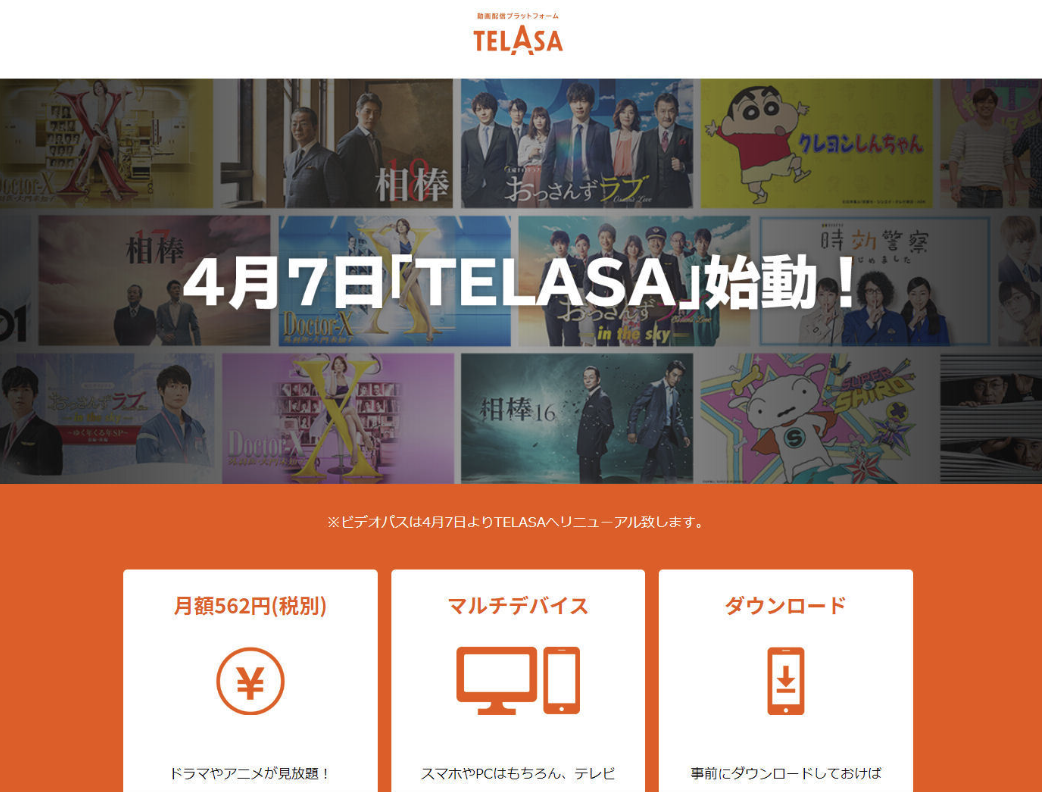 動画配信プラットフォーム
TELASA
Doctor-X
相棒
18
おっさんずラブ
クレヨンしんちゃん
相棒
17
4月7日「TELASA」始動！
Doctor-X
おっさんずラブ
in the sky
時効警察
はじめました
01
おっさんずラブ
Doctor-X
相棒16
SUPER
SHIRO
S
※ビデオパスは4月7日よりTELASAへリニューアル致します。
月額562円(税別)
マルチデバイス
ダウンロード
¥
ドラマやアニメが見放題！
スマホやPCはもちろん、テレビ
事前にダウンロードしておけば